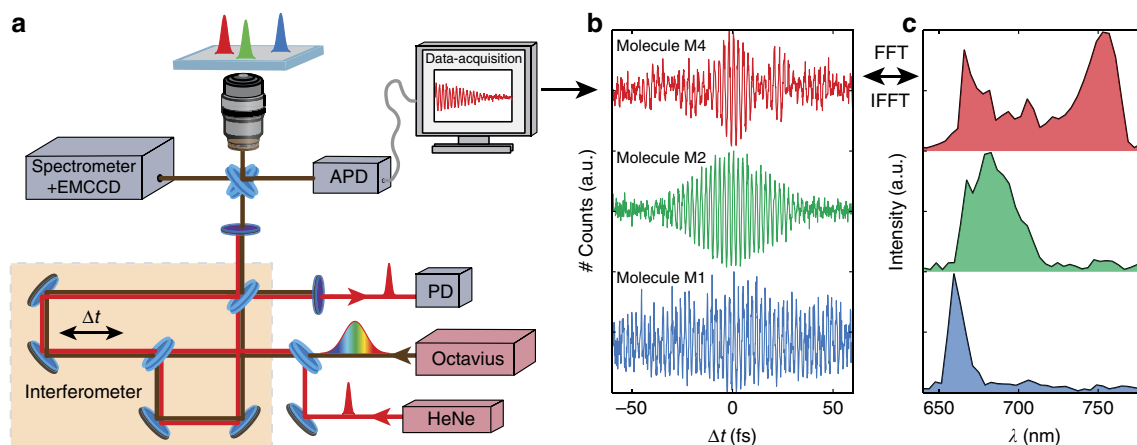 a
Data-acquisition
Spectrometer
+EMCCD
APD
PD
Δt
Octavius
Interferometer
HeNe
b
Molecule M4
Molecule M2
Molecule M1
# Counts (a.u.)
−50 0 50
Δt (fs)
FFT
IFFT
c
Intensity (a.u.)
650 700 750
λ (nm)